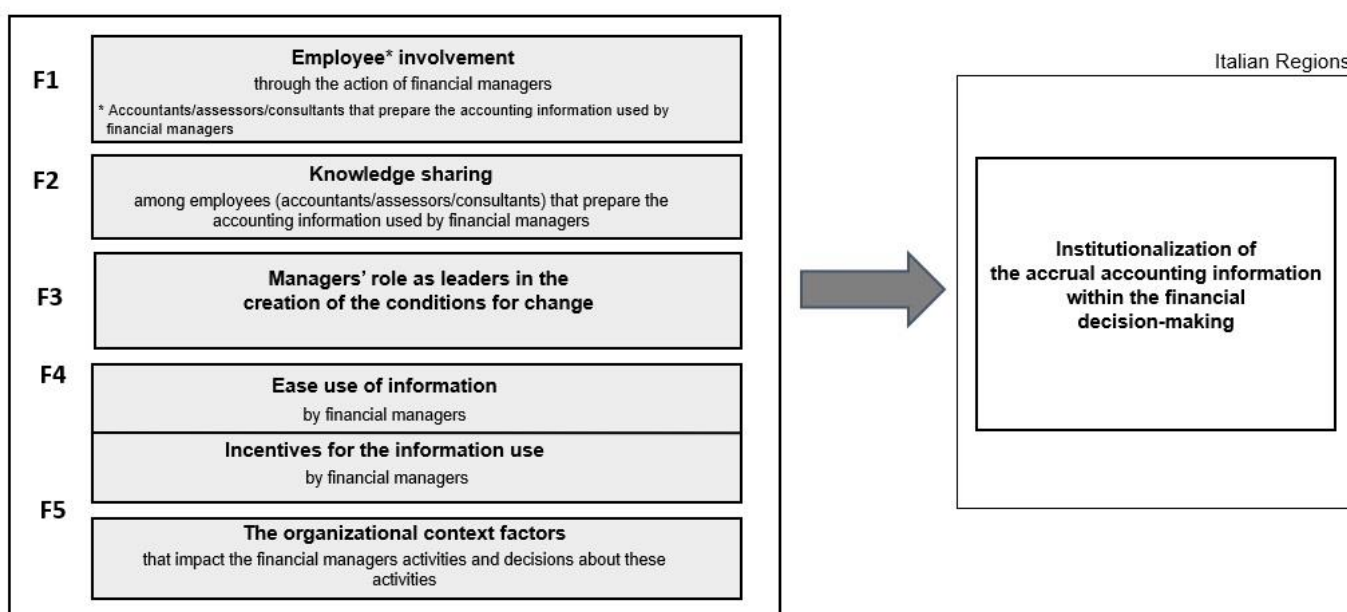 F1
Employee* involvement
through the action of financial managers
* Accountants/assessors/consultants that prepare the accounting information used by
financial managers
F2
Knowledge sharing
among employees (accountants/assessors/consultants) that prepare the
accounting information used by financial managers
F3
Managers' role as leaders in the
creation of the conditions for change
F4
Ease use of information
by financial managers
Incentives for the information use
by financial managers
F5
The organizational context factors
that impact the financial managers activities and decisions about these
activities
Italian Regions
Institutionalization of
the accrual accounting information
within the financial
decision-making